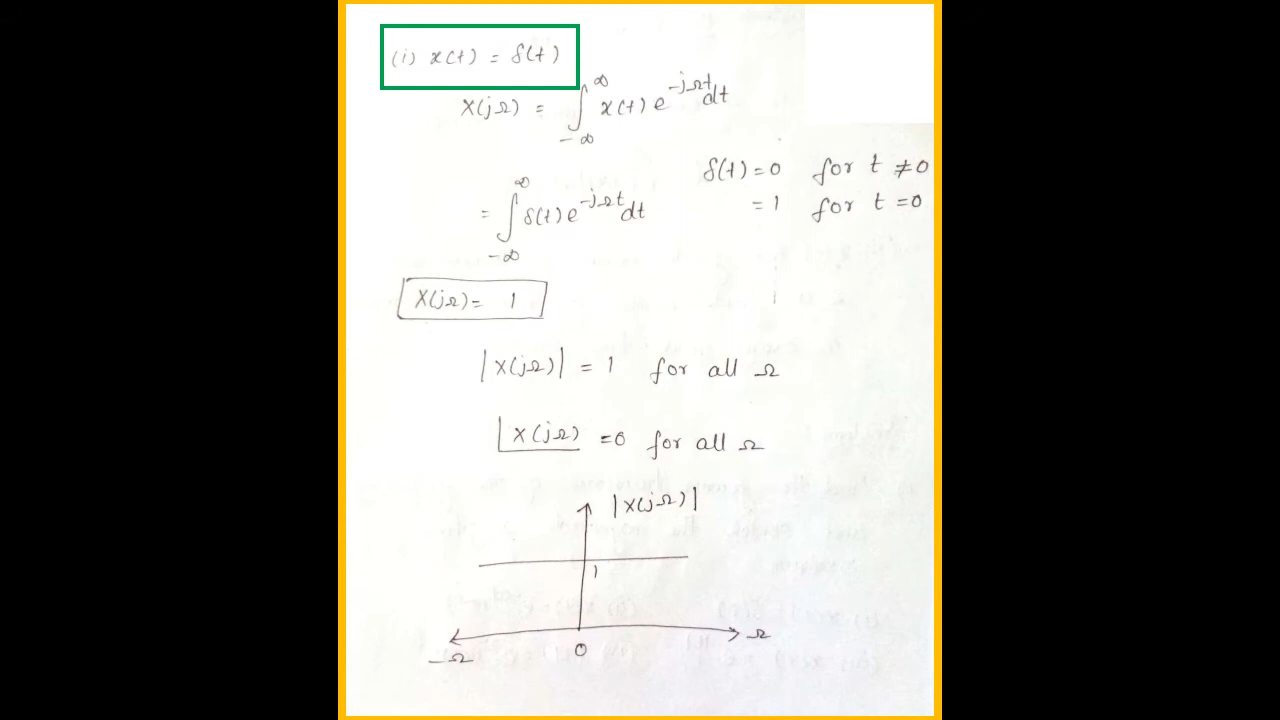 (i) x(t) = δ(t)
X(jΩ) = ∫_{-∞}^{∞} x(t) e^{-jΩt} dt
δ(t) = 0 for t ≠ 0
= ∫_{-∞}^{∞} δ(t) e^{-jΩt} dt
= 1 for t = 0
X(jΩ) = 1
|X(jΩ)| = 1 for all Ω
∠X(jΩ) = 0 for all Ω
|X(jΩ)|
1
Ω
-Ω
0